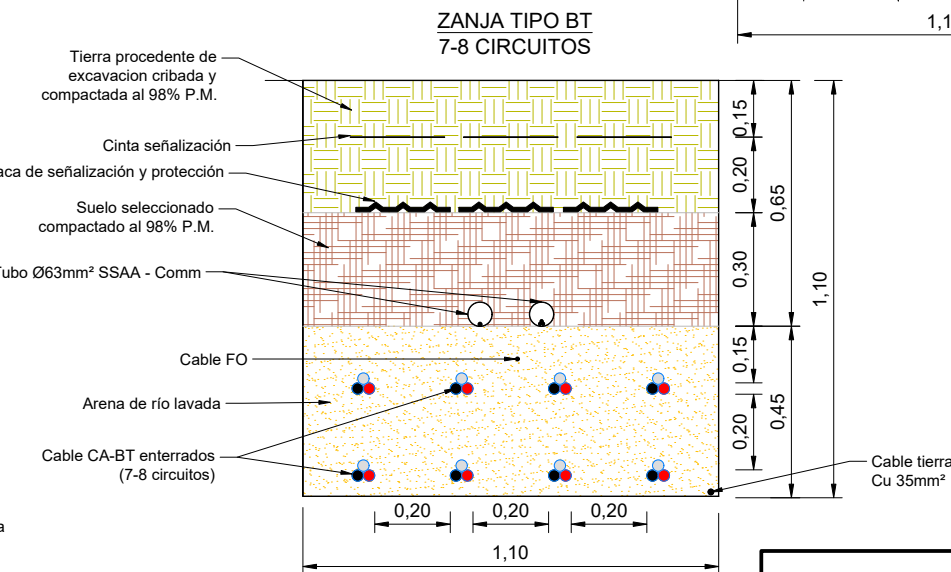 ZANJA TIPO BT
7-8 CIRCUITOS
1,1
Tierra procedente de
excavacion cribada y
compactada al 98% P.M.
Cinta señalización
aca de señalización y protección
Suelo seleccionado
compactado al 98% P.M.
Tubo Ø63mm² SSAA - Comm
Cable FO
Arena de río lavada
Cable CA-BT enterrados
(7-8 circuitos)
0,15
0,20
0,65
0,30
1,10
0,15
0,45
0,20
Cable tierra
Cu 35mm²
0,20 0,20 0,20
1,10
a